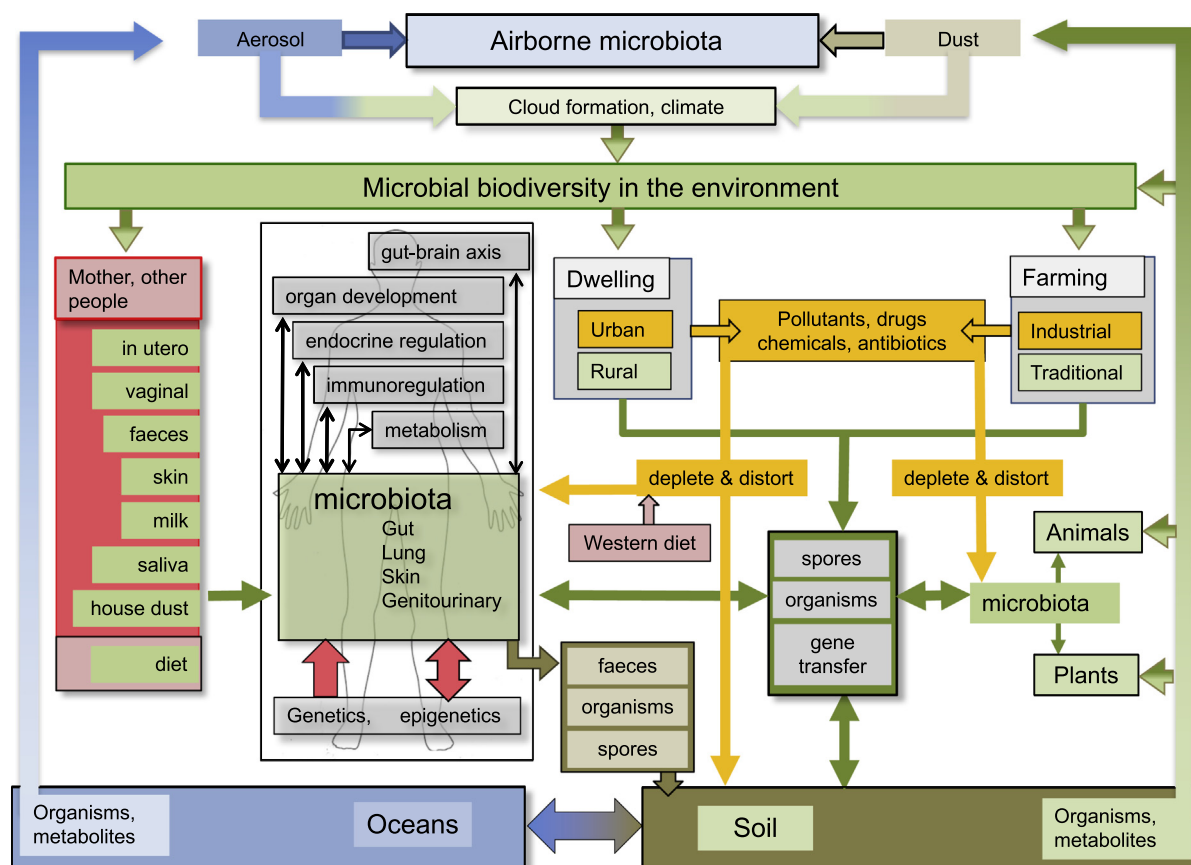 Aerosol
Airborne microbiota
Dust
Cloud formation, climate
Microbial biodiversity in the environment
Mother, other
people
in utero
vaginal
faeces
skin
milk
saliva
house dust
diet
gut-brain axis
organ development
endocrine regulation
immunoregulation
metabolism
microbiota
Gut
Lung
Skin
Genitourinary
Genetics, epigenetics
Dwelling
Urban
Rural
Pollutants, drugs
chemicals, antibiotics
Farming
Industrial
Traditional
deplete & distort
deplete & distort
Western diet
spores
organisms
gene
transfer
Animals
microbiota
Plants
faeces
organisms
spores
Organisms,
metabolites
Oceans
Soil
Organisms,
metabolites